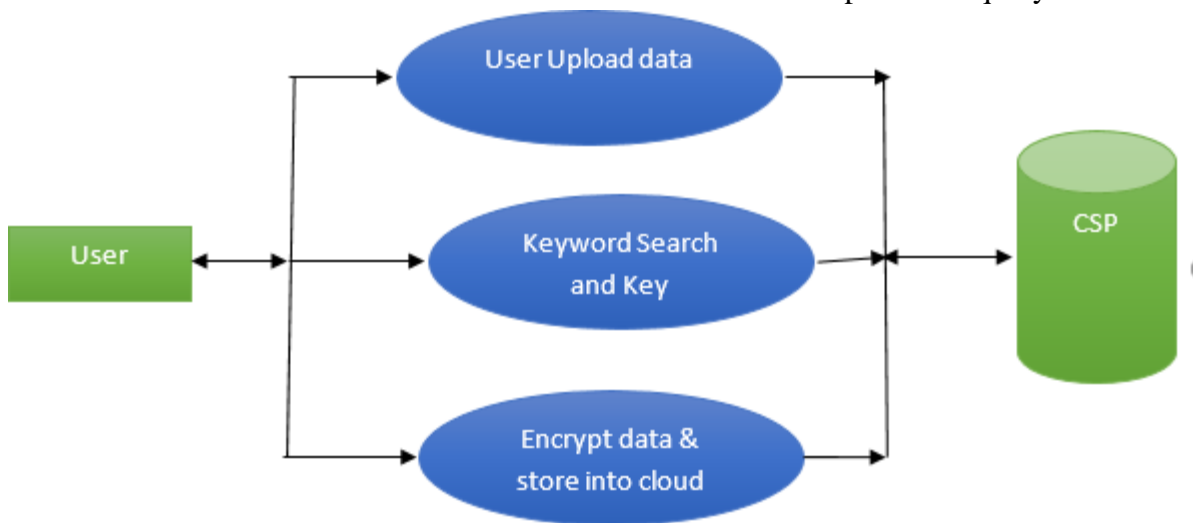 User Upload data
User
Keyword Search
and Key
CSP
Encrypt data &
store into cloud